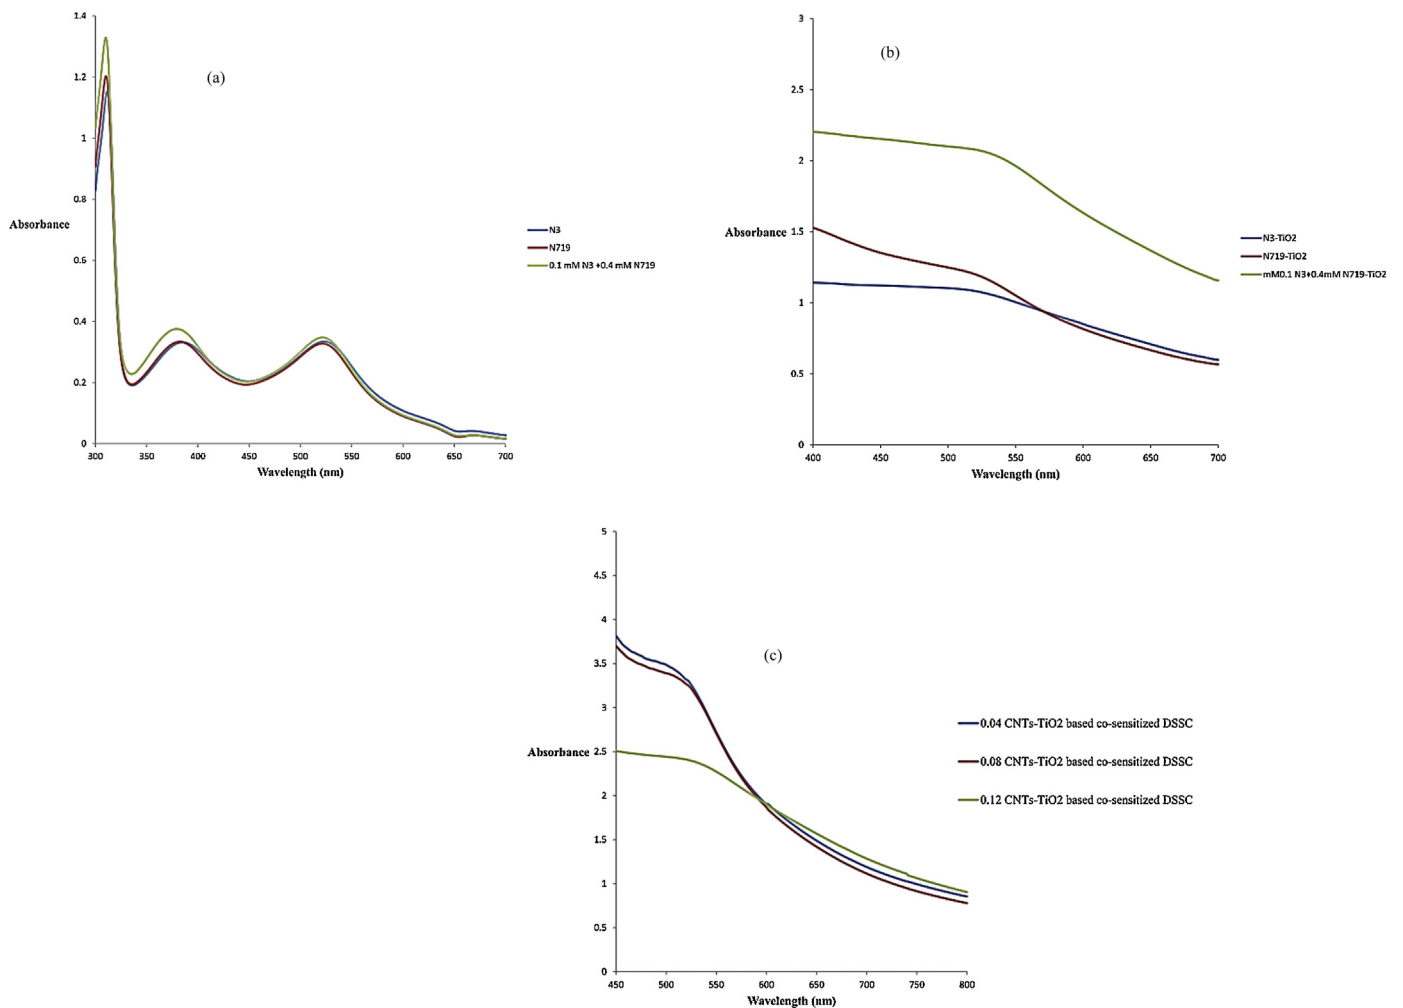 (a)
1.4
1.2
1
0.8
0.6
0.4
0.2
0
Absorbance
300 350 400 450 500 550 600 650 700
Wavelength (nm)
N3
N719
0.1 mM N3 +0.4 mM N719
(b)
3
2.5
2
1.5
1
0.5
0
Absorbance
400 450 500 550 600 650 700
Wavelength (nm)
N3-TiO2
N719-TiO2
mM0.1 N3+0.4mM N719-TiO2
(c)
5
4.5
4
3.5
3
2.5
2
1.5
1
0.5
0
Absorbance
450 500 550 600 650 700 750 800
Wavelength (nm)
0.04 CNTs-TiO2 based co-sensitized DSSC
0.08 CNTs-TiO2 based co-sensitized DSSC
0.12 CNTs-TiO2 based co-sensitized DSSC